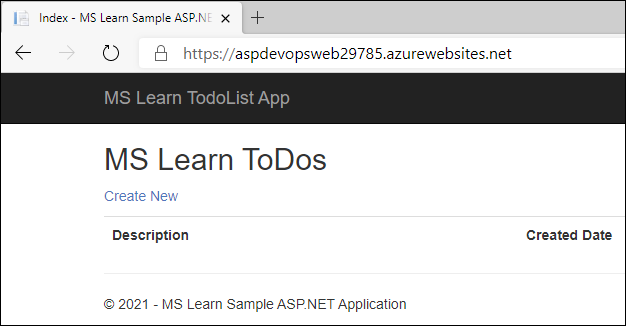 Index - MS Learn Sample ASP.NE
https://aspdevopsweb29785.azurewebsites.net
MS Learn TodoList App
MS Learn ToDos
Create New
Description Created Date
© 2021 - MS Learn Sample ASP.NET Application